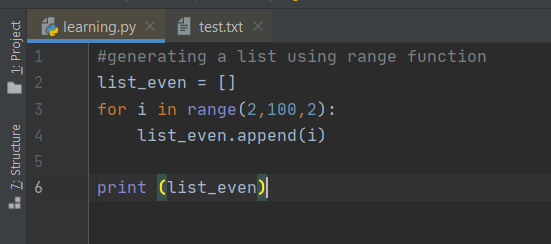 learning.py test.txt
1: Project
7: Structure
1 #generating a list using range function
2 list_even = []
3 for i in range(2,100,2):
4     list_even.append(i)
5
6 print (list_even)